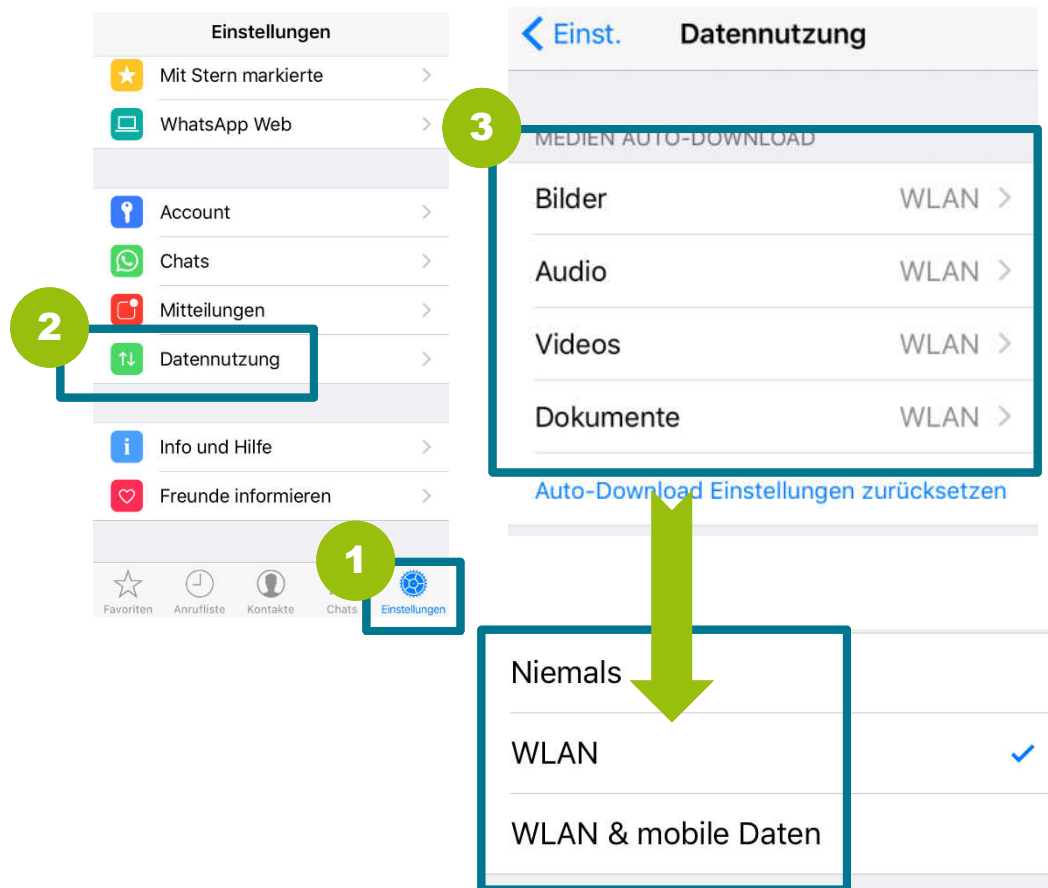 Einstellungen
Mit Stern markierte
WhatsApp Web
Account
Chats
Mitteilungen
2
Datennutzung
Info und Hilfe
Freunde informieren
1
Favoriten
Anrufliste
Kontakte
Chats
Einstellungen
Einst.
Datennutzung
3
MEDIEN AUTO-DOWNLOAD
Bilder WLAN
Audio WLAN
Videos WLAN
Dokumente WLAN
Auto-Download Einstellungen zurücksetzen
Niemals
WLAN
WLAN & mobile Daten